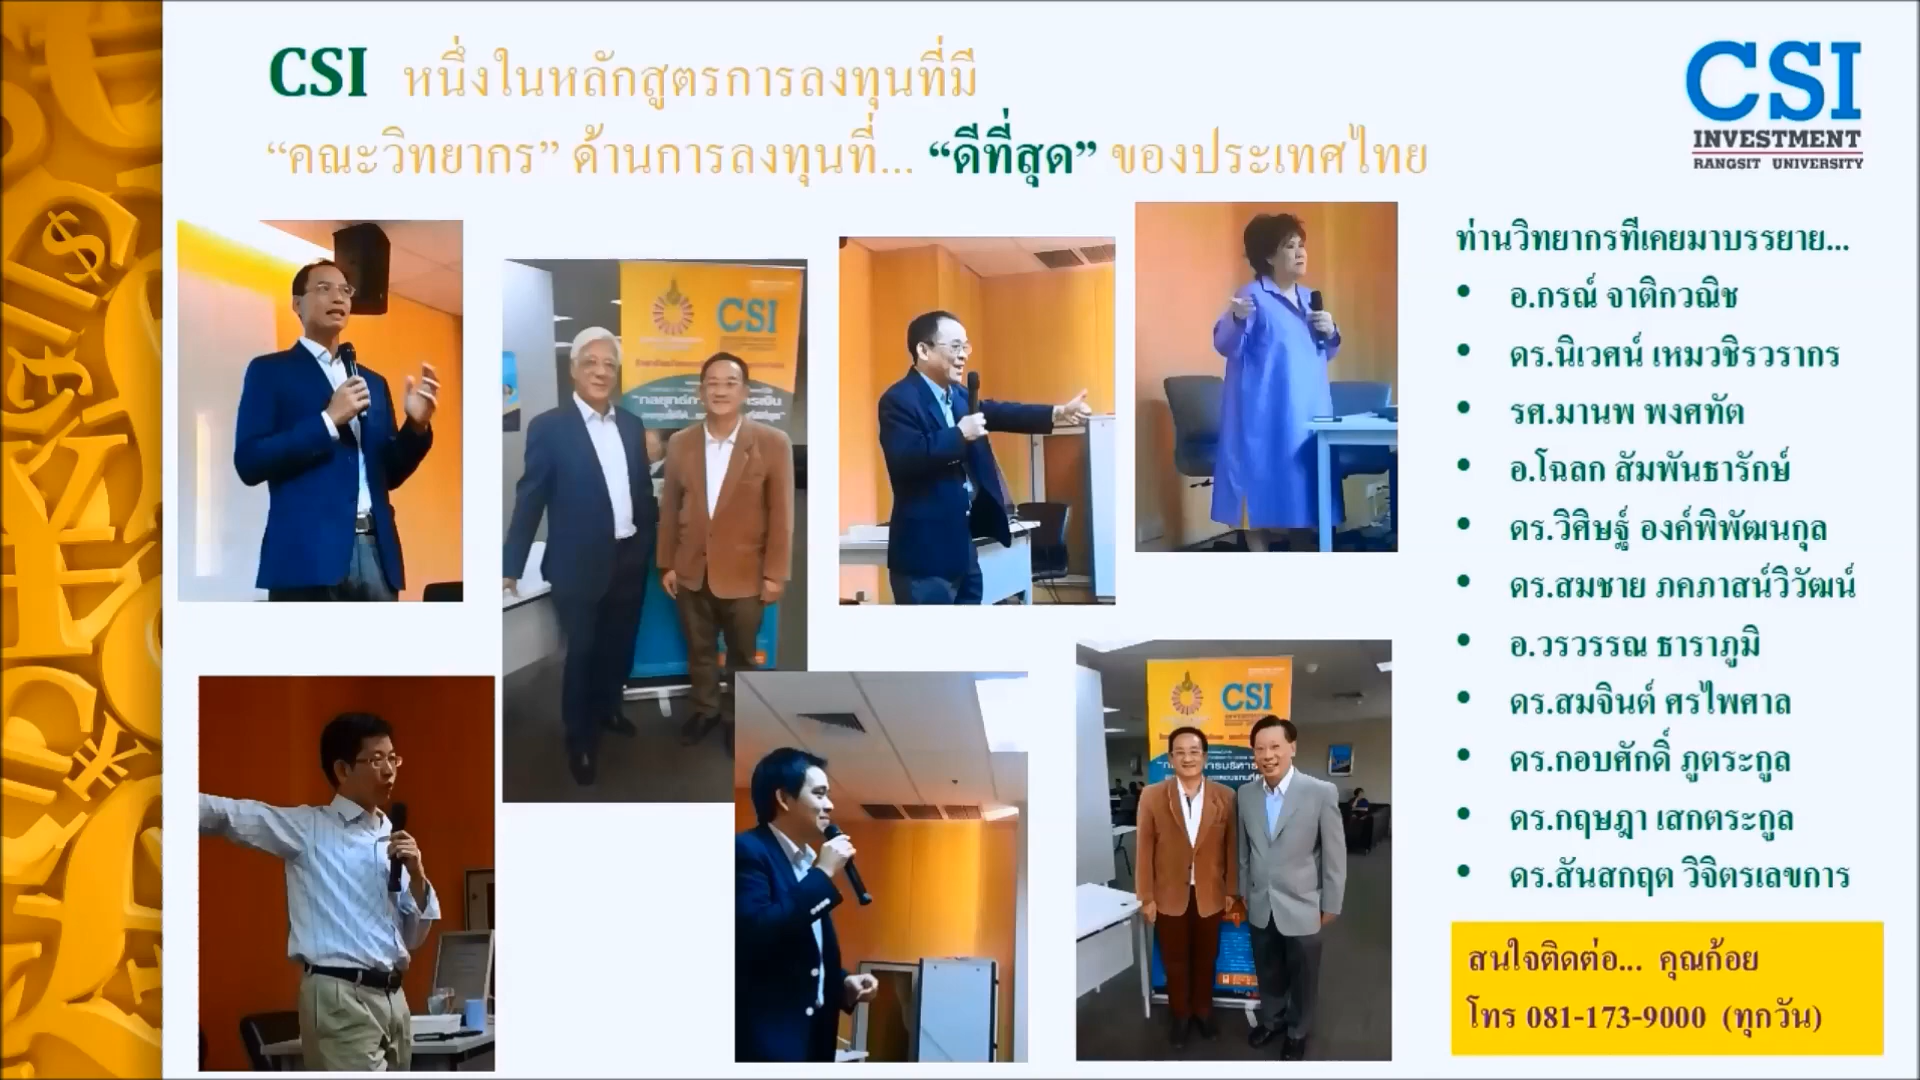 CSI หนึ่งในหลักสูตรการลงทุนที่มี
“คณะวิทยากร” ด้านการลงทุนที่... “ดีที่สุด” ของประเทศไทย
CSI
INVESTMENT
RANGSIT UNIVERSITY
ท่านวิทยากรที่เคยมาบรรยาย...
• อ.กรณ์ จาติกวณิช
• ดร.นิเวศน์ เหมวชิรวรากร
• รศ.มานพ พงศทัต
• อ.โฉลก สัมพันธารักษ์
• ดร.วิศิษฐ์ องค์พิพัฒนกุล
• ดร.สมชาย ภคภาสน์วิวัฒน์
• อ.วรวรรณ ธาราภูมิ
• ดร.สมจินต์ ศรไพศาล
• ดร.กอบศักดิ์ ภูตระกูล
• ดร.กฤษฎา เสกตระกูล
• ดร.สันสกฤต วิจิตรเลขการ
สนใจติดต่อ... คุณก้อย
โทร 081-173-9000 (ทุกวัน)
CSI
CSI